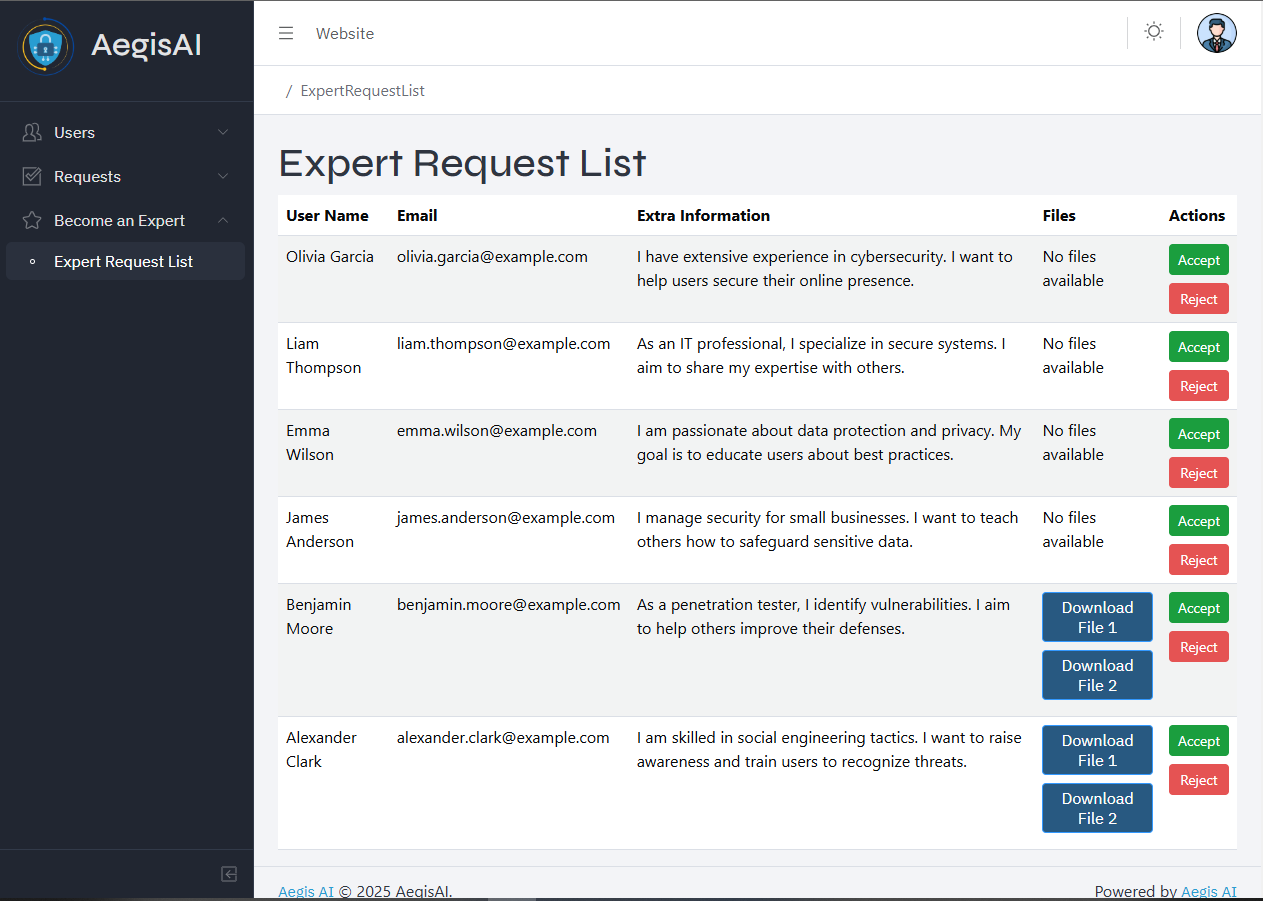 AegisAI
Website
/ ExpertRequestList
Users
Requests
Become an Expert
Expert Request List
Expert Request List
User Name Email Extra Information Files Actions
Olivia Garcia olivia.garcia@example.com I have extensive experience in cybersecurity. I want to No files Accept
help users secure their online presence. available
Reject
Liam liam.thompson@example.com As an IT professional, I specialize in secure systems. I No files Accept
Thompson aim to share my expertise with others. available
Reject
Emma emma.wilson@example.com I am passionate about data protection and privacy. My No files Accept
Wilson goal is to educate users about best practices. available
Reject
James james.anderson@example.com I manage security for small businesses. I want to teach No files Accept
Anderson others how to safeguard sensitive data. available
Reject
Benjamin benjamin.moore@example.com As a penetration tester, I identify vulnerabilities. I aim Download Accept
Moore to help others improve their defenses. File 1
Reject
Download
File 2
Alexander alexander.clark@example.com I am skilled in social engineering tactics. I want to raise Download Accept
Clark awareness and train users to recognize threats. File 1
Reject
Download
File 2
Aegis AI © 2025 AegisAI. Powered by Aegis AI